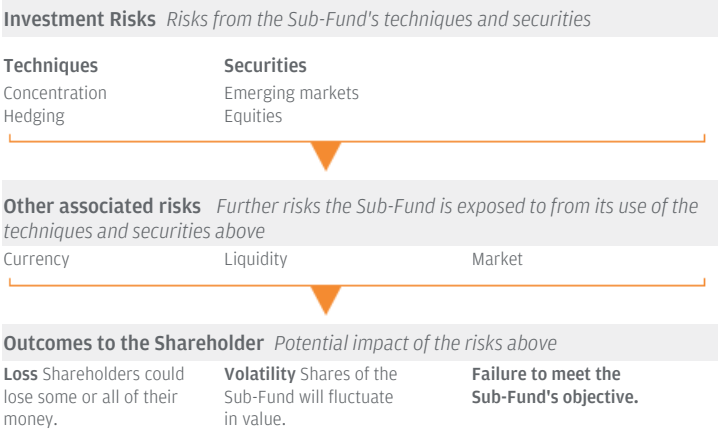 Investment Risks Risks from the Sub-Fund's techniques and securities
Techniques Securities
Concentration Emerging markets
Hedging Equities
Other associated risks Further risks the Sub-Fund is exposed to from its use of the
techniques and securities above
Currency Liquidity Market
Outcomes to the Shareholder Potential impact of the risks above
Loss Shareholders could
lose some or all of their
money.
Volatility Shares of the
Sub-Fund will fluctuate
in value.
Failure to meet the
Sub-Fund's objective.